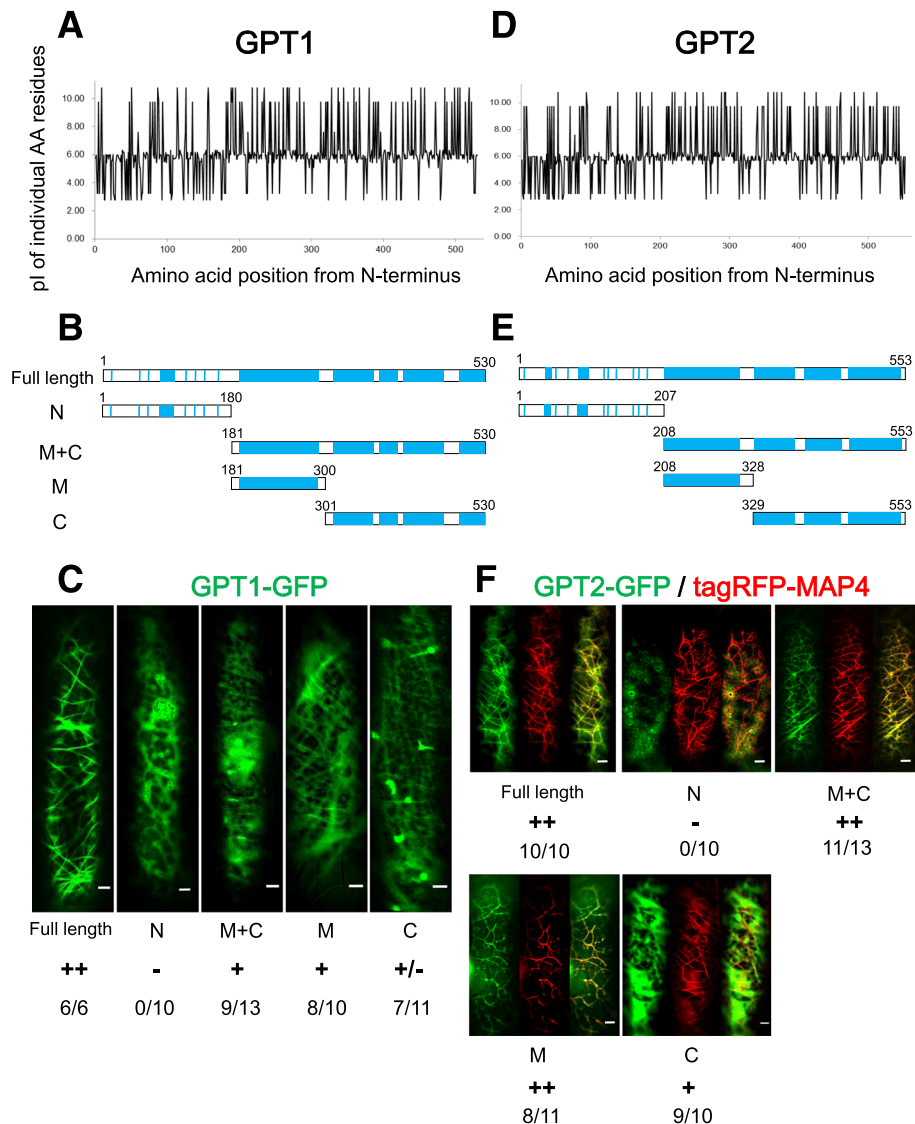 A
GPT1
pI of individual AA residues
10.00
8.00
6.00
4.00
2.00
0.00
0 100 200 300 400 500
Amino acid position from N-terminus
D
GPT2
10.00
8.00
6.00
4.00
2.00
0.00
0 100 200 300 400 500
Amino acid position from N-terminus
B
1 530
Full length
1 180
N
181 530
M+C
181 300
M
301 530
C
E
1 553
1 207
208 553
208 328
329 553
C
GPT1-GFP
Full length N M+C M C
++ - + + +/-
6/6 0/10 9/13 8/10 7/11
F
GPT2-GFP / tagRFP-MAP4
Full length N M+C
++ - ++
10/10 0/10 11/13
M C
++ +
8/11 9/10